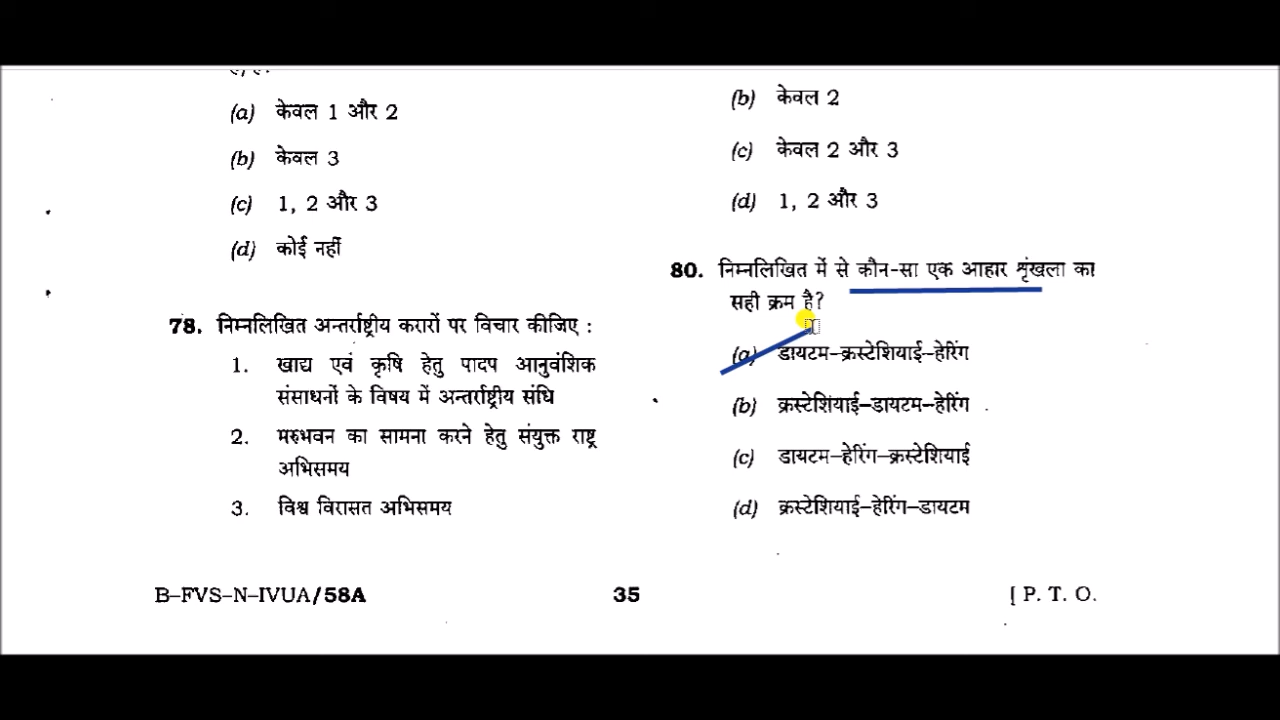 (a) केवल 1 और 2
(b) केवल 3
(c) 1, 2 और 3
(d) कोई नहीं
78. निम्नलिखित अन्तर्राष्ट्रीय करारों पर विचार कीजिए :
1. खाद्य एवं कृषि हेतु पादप आनुवंशिक
संसाधनों के विषय में अन्तर्राष्ट्रीय संधि
2. मरुभवन का सामना करने हेतु संयुक्त राष्ट्र
अभिसमय
3. विश्व विरासत अभिसमय
(b) केवल 2
(c) केवल 2 और 3
(d) 1, 2 और 3
80. निम्नलिखित में से कौन-सा एक आहार शृंखला का
सही क्रम है?
(a) डायटम–क्रस्टेशियाई–हेरिंग
(b) क्रस्टेशियाई–डायटम–हेरिंग
(c) डायटम–हेरिंग–क्रस्टेशियाई
(d) क्रस्टेशियाई–हेरिंग–डायटम
B–FVS–N–IVUA/58A 35 [ P. T. O.